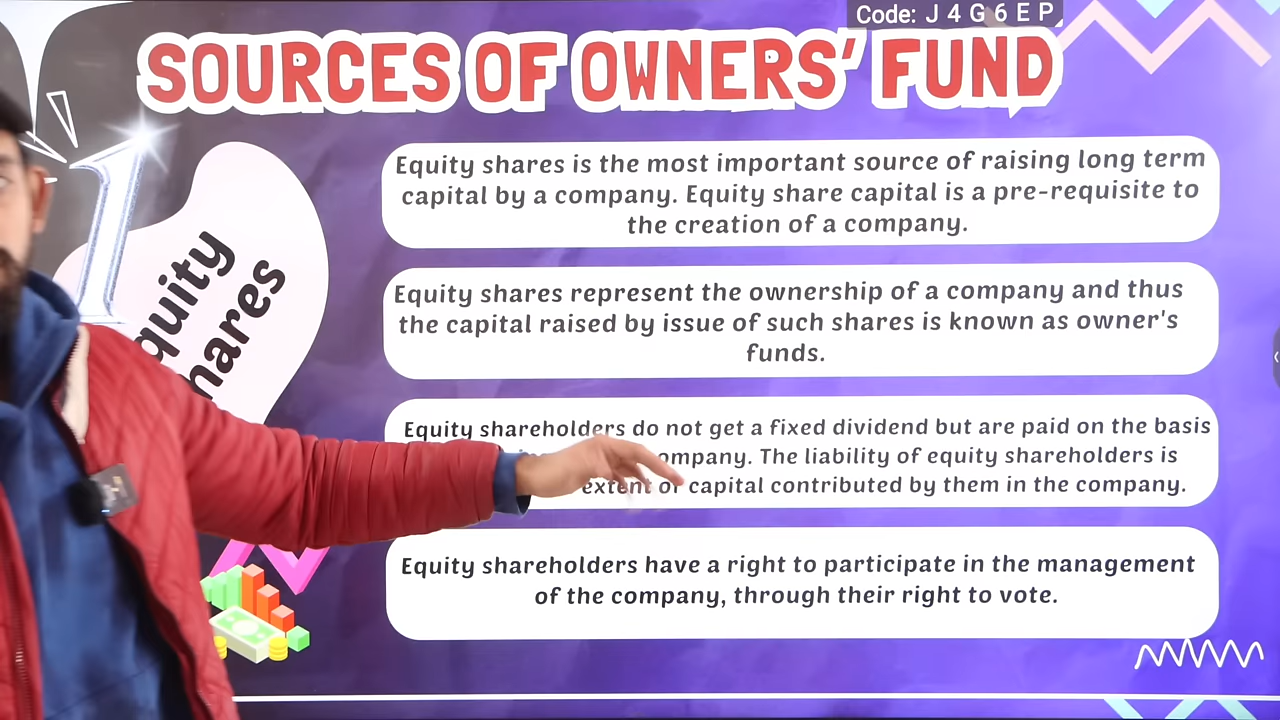 Code: J 4 G 6 E P
SOURCES OF OWNERS' FUND
1
quity
hares
Equity shares is the most important source of raising long term
capital by a company. Equity share capital is a pre-requisite to
the creation of a company.
Equity shares represent the ownership of a company and thus
the capital raised by issue of such shares is known as owner's
funds.
Equity shareholders do not get a fixed dividend but are paid on the basis
ompany. The liability of equity shareholders is
extent of capital contributed by them in the company.
Equity shareholders have a right to participate in the management
of the company, through their right to vote.